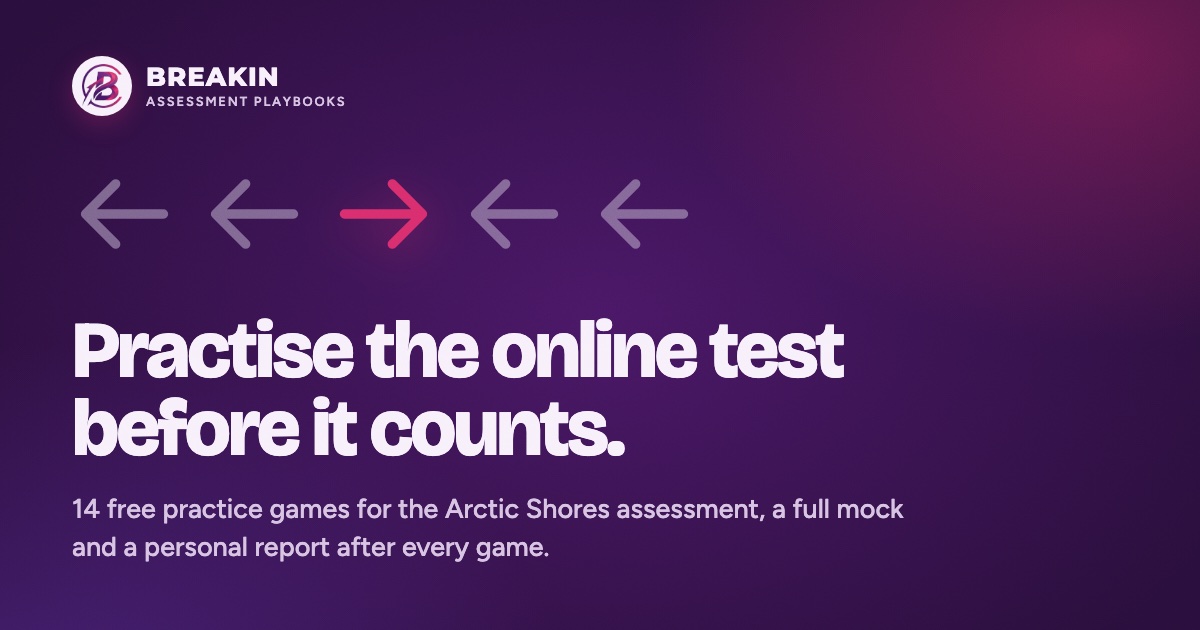 BREAKIN
ASSESSMENT PLAYBOOKS
Practise the online test
before it counts.
14 free practice games for the Arctic Shores assessment, a full mock
and a personal report after every game.